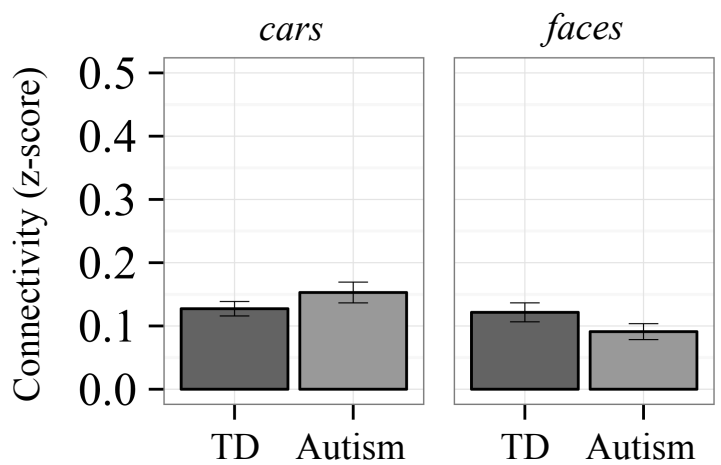 cars
faces
Connectivity (z-score)
0.5
0.4
0.3
0.2
0.1
0.0
TD Autism
TD Autism